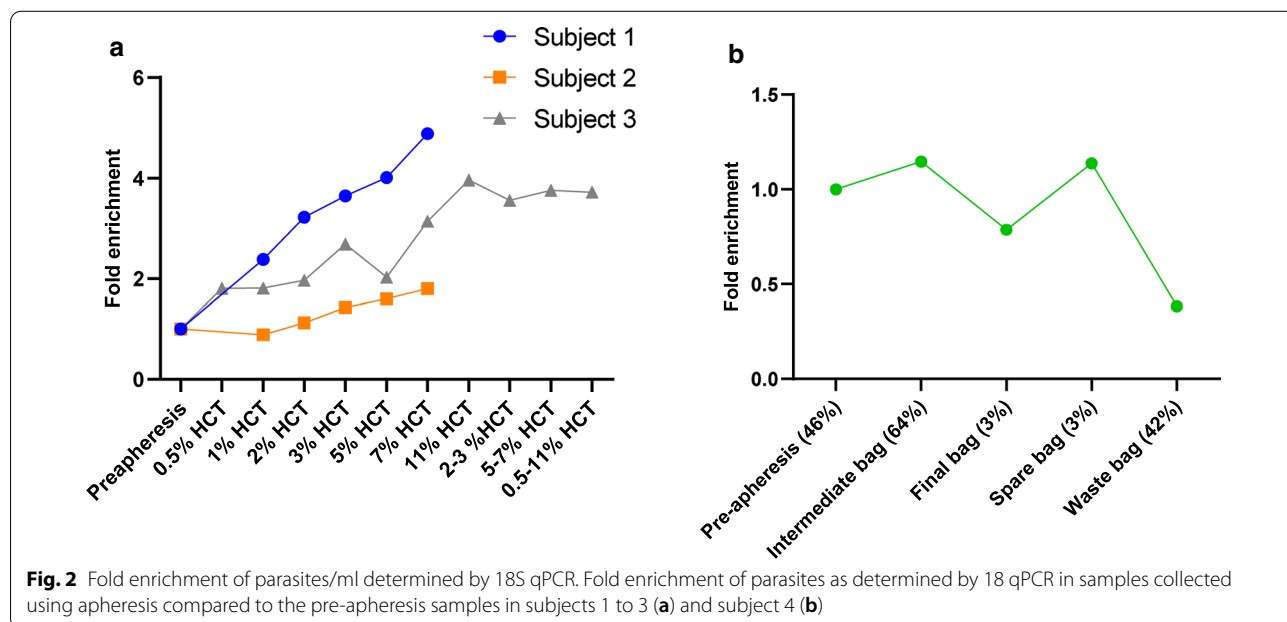 a
Subject 1
Subject 2
Subject 3
Fold enrichment
6
4
2
0
Preapheresis
0.5% HCT
1% HCT
2% HCT
3% HCT
5% HCT
7% HCT
11% HCT
2-3 %HCT
5-7% HCT
0.5-11% HCT
b
Fold enrichment
1.5
1.0
0.5
0.0
Pre-apheresis (46%)
Intermediate bag (64%)
Final bag (3%)
Spare bag (3%)
Waste bag (42%)
Fig. 2 Fold enrichment of parasites/ml determined by 18S qPCR. Fold enrichment of parasites as determined by 18 qPCR in samples collected
using apheresis compared to the pre-apheresis samples in subjects 1 to 3 (a) and subject 4 (b)